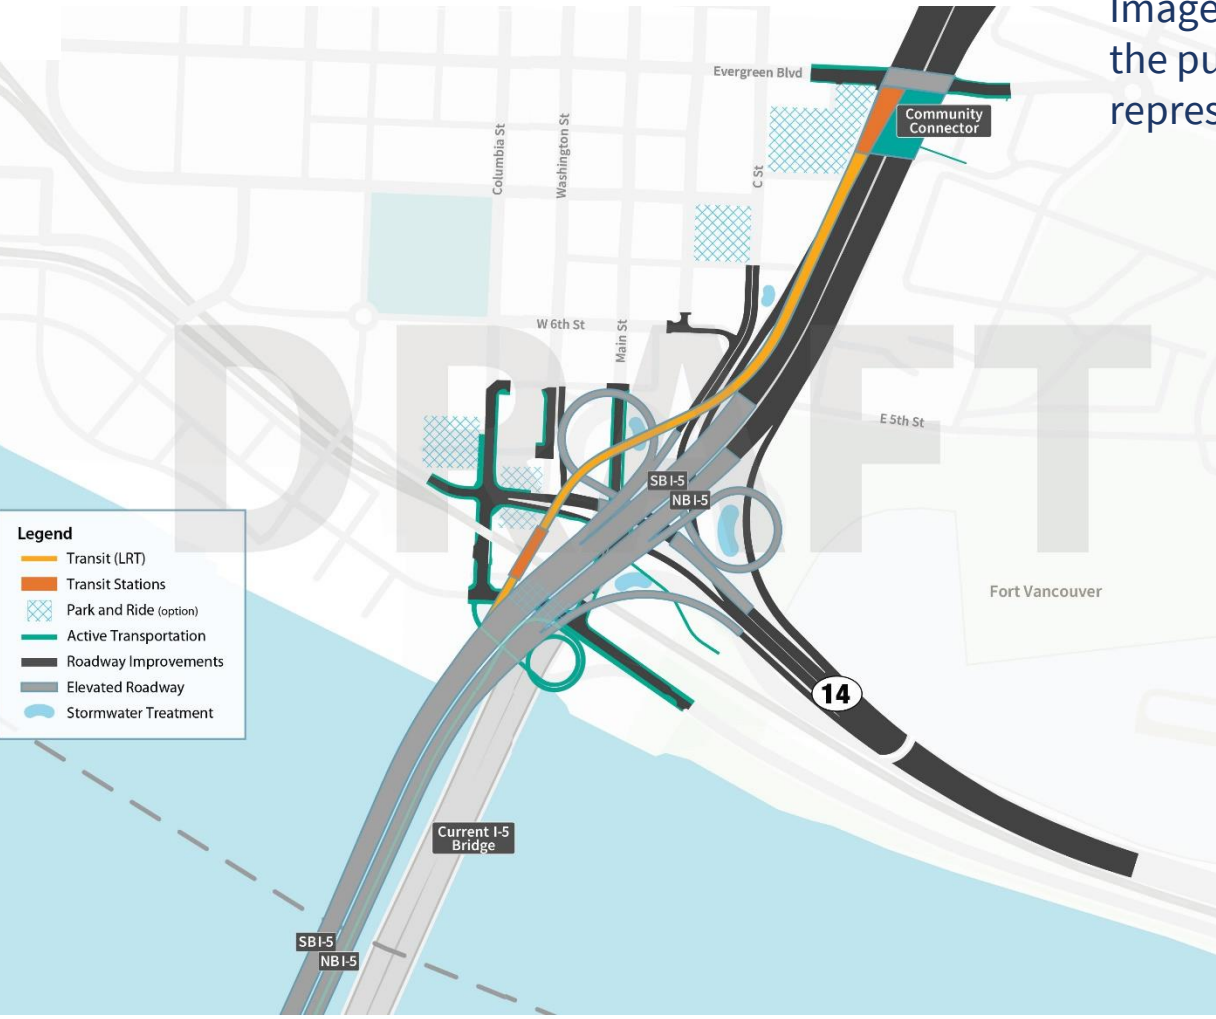 Image
the pu
repres
Evergreen Blvd
Community
Connector
Columbia St
Washington St
C St
W 6th St
Main St
DRAFT
E 5th St
SB I-5
NB I-5
Fort Vancouver
Legend
Transit (LRT)
Transit Stations
Park and Ride (option)
Active Transportation
Roadway Improvements
Elevated Roadway
Stormwater Treatment
14
Current I-5
Bridge
SB I-5
NB I-5